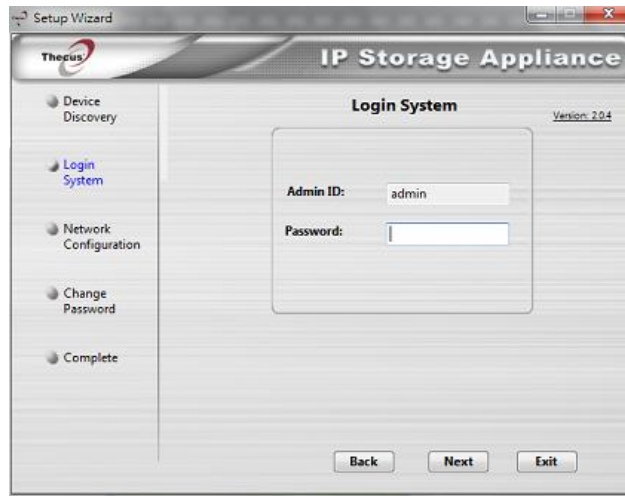 Setup Wizard
Thecus
IP Storage Appliance
Device
Discovery
Login
System
Network
Configuration
Change
Password
Complete
Login System
Version: 2.0.4
Admin ID:
admin
Password:
Back
Next
Exit